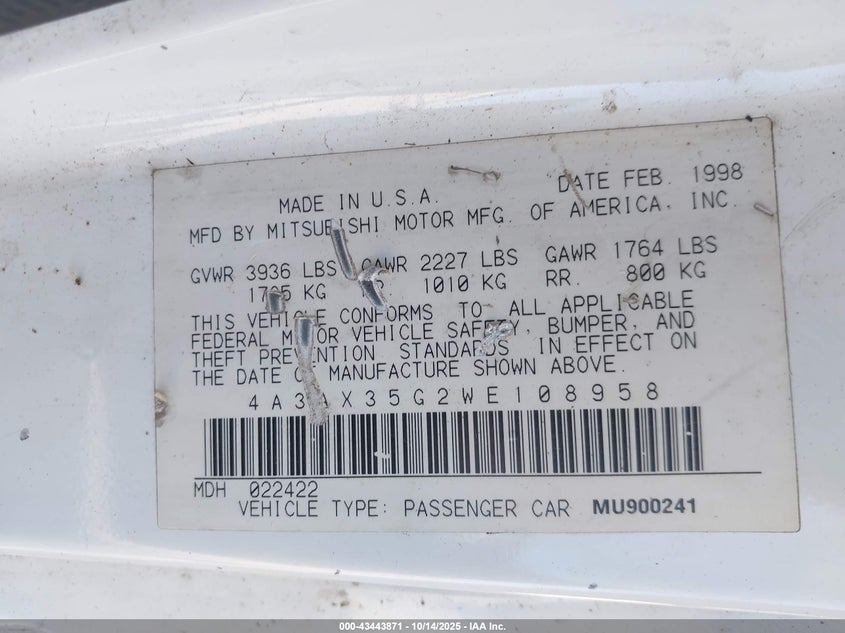 MADE IN U.S.A. DATE FEB. 1998
MFD BY MITSUBISHI MOTOR MFG. OF AMERICA, INC.
GVWR 3936 LBS GAWR 2227 LBS GAWR 1764 LBS
KG 1010 KG RR. 800 KG
THIS VEHICLE CONFORMS TO ALL APPLICABLE
FEDERAL MOTOR VEHICLE SAFETY, BUMPER, AND
THEFT PREVENTION STANDARDS IN EFFECT ON
THE DATE OF MANUFACTURE SHOWN ABOVE.
4A3AX35G2WE108958
MDH 022422
VEHICLE TYPE: PASSENGER CAR MU900241
000-43443871 - 10/14/2025 - IAA Inc.